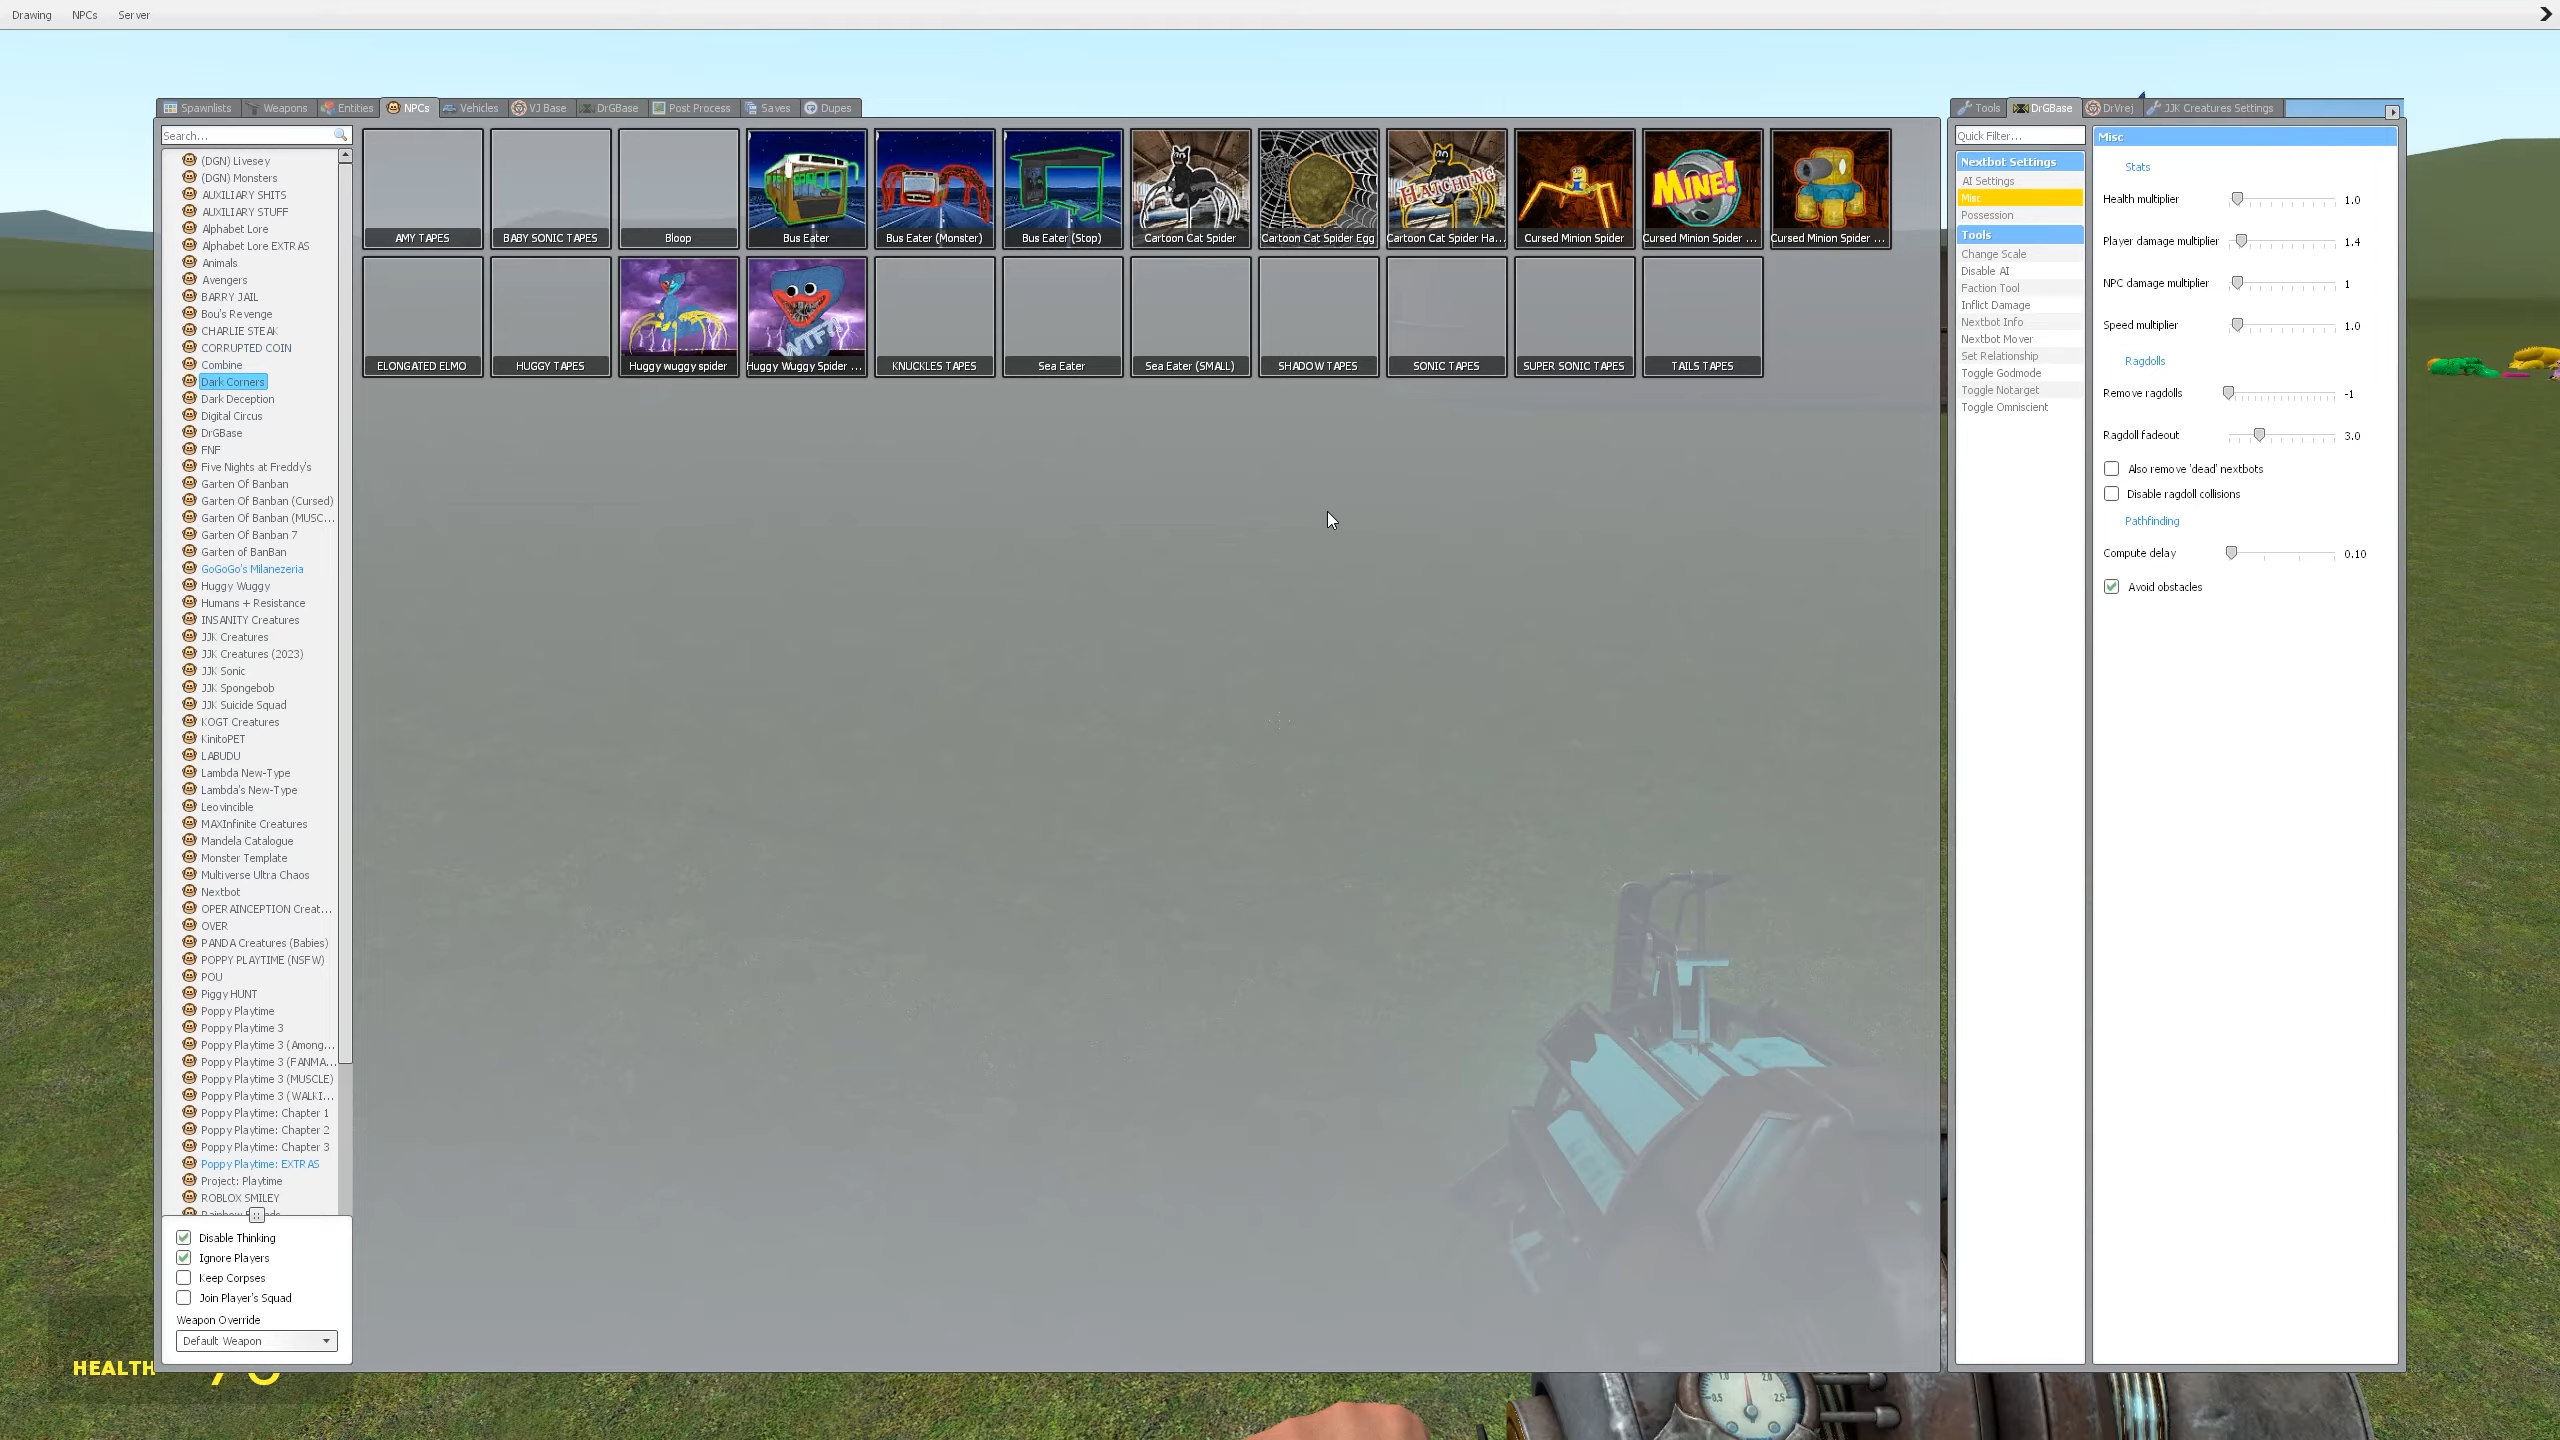 Drawing NPCs Server
Spawnlists Weapons Entities NPCs Vehicles VJ Base DrGBase Post Process Saves Dupes
Search...
(DGN) Livesey
(DGN) Monsters
AUXILIARY SHITS
AUXILIARY STUFF
Alphabet Lore
Alphabet Lore EXTRAS
Animals
Avengers
BARRY JAIL
Bou's Revenge
CHARLIE STEAK
CORRUPTED COIN
Combine
Dark Corners
Dark Deception
Digital Circus
DrGBase
FNF
Five Nights at Freddy's
Garten Of Banban
Garten Of Banban (Cursed)
Garten Of Banban (MUSC...
Garten Of Banban 7
Garten of BanBan
GoGoGo's Milanezeria
Huggy Wuggy
Humans + Resistance
INSANITY Creatures
JJK Creatures
JJK Creatures (2023)
JJK Sonic
JJK Spongebob
JJK Suicide Squad
KOGT Creatures
KinitoPET
LABUDU
Lambda New-Type
Lambda's New-Type
Leovincible
MAXInfinite Creatures
Mandela Catalogue
Monster Template
Multiverse Ultra Chaos
Nextbot
OPERAINCEPTION Creat...
OVER
PANDA Creatures (Babies)
POPPY PLAYTIME (NSFW)
POU
Piggy HUNT
Poppy Playtime
Poppy Playtime 3
Poppy Playtime 3 (Among...
Poppy Playtime 3 (FANMA...
Poppy Playtime 3 (MUSCLE)
Poppy Playtime 3 (WALKI...
Poppy Playtime: Chapter 1
Poppy Playtime: Chapter 2
Poppy Playtime: Chapter 3
Poppy Playtime: EXTRAS
Project: Playtime
ROBLOX SMILEY
Disable Thinking
Ignore Players
Keep Corpses
Join Player's Squad
Weapon Override
Default Weapon
HEALTH
HATCHING
MINE!
AMY TAPES BABY SONIC TAPES Bloop Bus Eater Bus Eater (Monster) Bus Eater (Stop) Cartoon Cat Spider Cartoon Cat Spider Egg Cartoon Cat Spider Ha... Cursed Minion Spider Cursed Minion Spider ... Cursed Minion Spider ...
WTF?!
ELONGATED ELMO HUGGY TAPES Huggy wuggy spider Huggy Wuggy Spider ... KNUCKLES TAPES Sea Eater Sea Eater (SMALL) SHADOW TAPES SONIC TAPES SUPER SONIC TAPES TAILS TAPES
Tools DrGBase DrVrej JJK Creatures Settings
Quick Filter...
Nextbot Settings
AI Settings
Misc
Possession
Tools
Change Scale
Disable AI
Faction Tool
Inflict Damage
Nextbot Info
Nextbot Mover
Set Relationship
Toggle Godmode
Toggle Notarget
Toggle Omniscient
Misc
Stats
Health multiplier 1.0
Player damage multiplier 1.4
NPC damage multiplier 1
Speed multiplier 1.0
Ragdolls
Remove ragdolls -1
Ragdoll fadeout 3.0
Also remove 'dead' nextbots
Disable ragdoll collisions
Pathfinding
Compute delay 0.10
Avoid obstacles